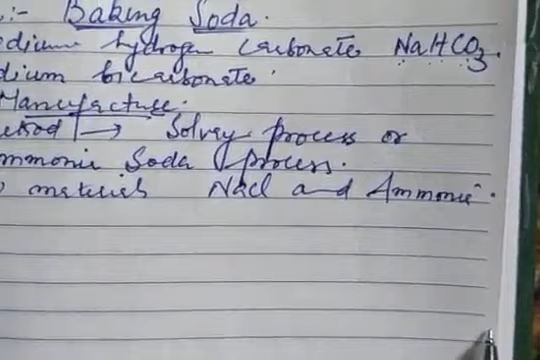 :- Baking Soda.
dium hydrogen carbonate NaHCO3.
dium bicarbonate.
Manufacture.
ethod | → Solvay process or
mmonia Soda process.
materials NaCl and Ammonia.